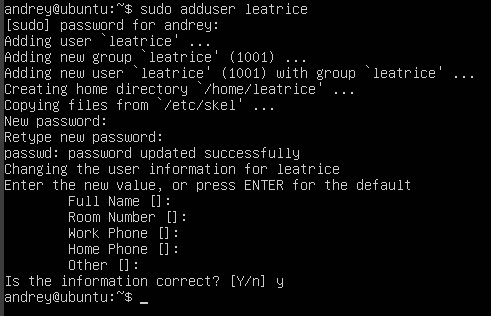 andrey@ubuntu:~$ sudo adduser leatrice
[sudo] password for andrey:
Adding user `leatrice' ...
Adding new group `leatrice' (1001) ...
Adding new user `leatrice' (1001) with group `leatrice' ...
Creating home directory `/home/leatrice' ...
Copying files from `/etc/skel' ...
New password:
Retype new password:
passwd: password updated successfully
Changing the user information for leatrice
Enter the new value, or press ENTER for the default
        Full Name []:
        Room Number []:
        Work Phone []:
        Home Phone []:
        Other []:
Is the information correct? [Y/n] y
andrey@ubuntu:~$ _